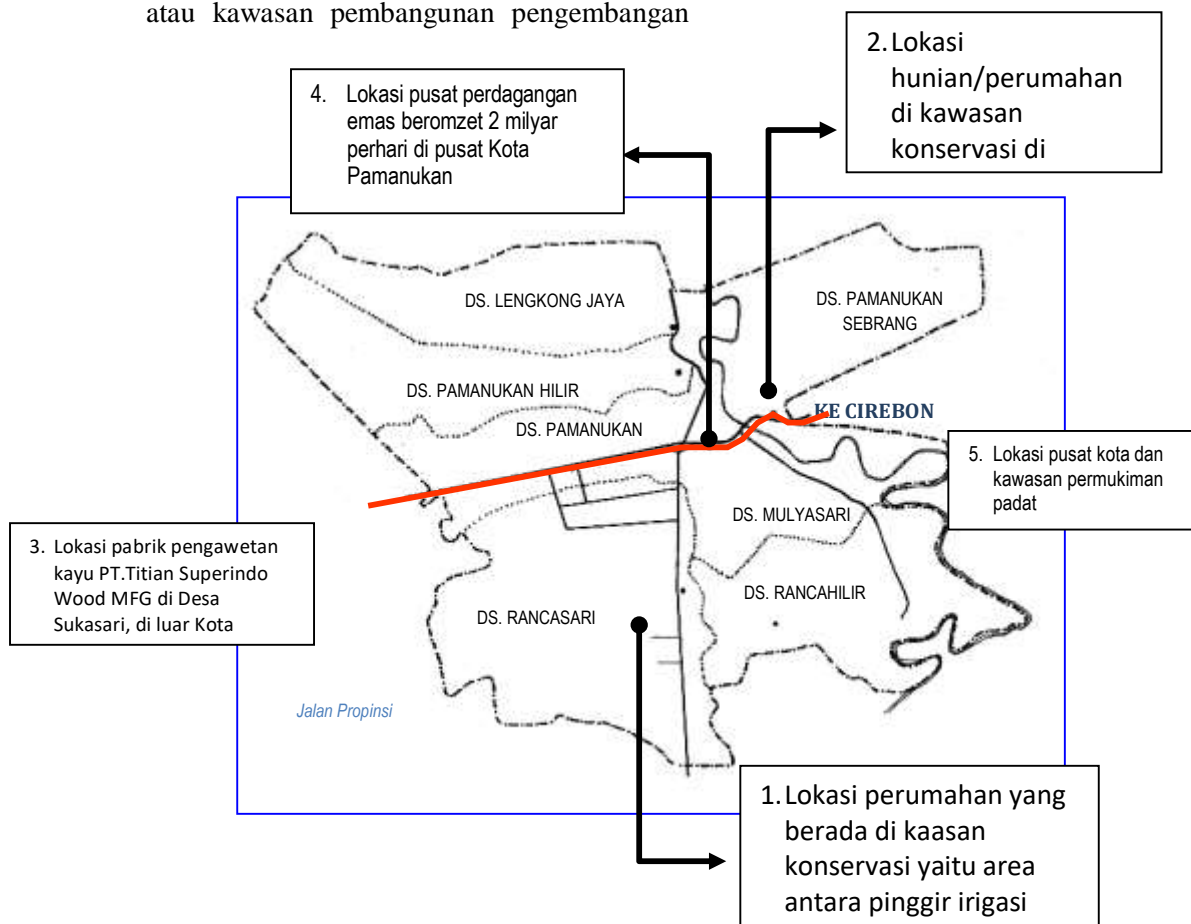 atau kawasan pembangunan pengembangan
2. Lokasi
hunian/perumahan
di kawasan
konservasi di
4. Lokasi pusat perdagangan
emas beromzet 2 milyar
perhari di pusat Kota
Pamanukan
DS. LENGKONG JAYA
DS. PAMANUKAN
SEBRANG
DS. PAMANUKAN HILIR
KE CIREBON
DS. PAMANUKAN
5. Lokasi pusat kota dan
kawasan permukiman
padat
DS. MULYASARI
3. Lokasi pabrik pengawetan
kayu PT.Titian Superindo
Wood MFG di Desa
Sukasari, di luar Kota
DS. RANCAHILIR
DS. RANCASARI
Jalan Propinsi
1. Lokasi perumahan yang
berada di kaasan
konservasi yaitu area
antara pinggir irigasi